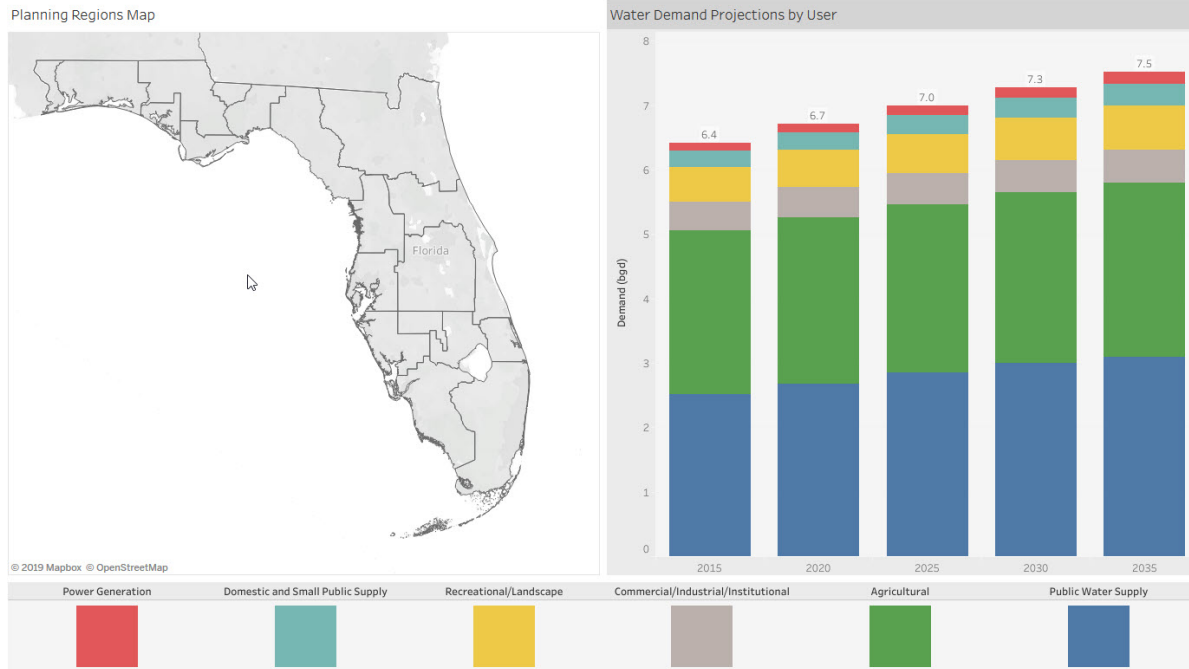 Planning Regions Map
Florida
© 2019 Mapbox © OpenStreetMap
Water Demand Projections by User
Demand (bgd)
8
7
6
5
4
3
2
1
0
6.4
6.7
7.0
7.3
7.5
2015 2020 2025 2030 2035
Power Generation Domestic and Small Public Supply Recreational/Landscape Commercial/Industrial/Institutional Agricultural Public Water Supply